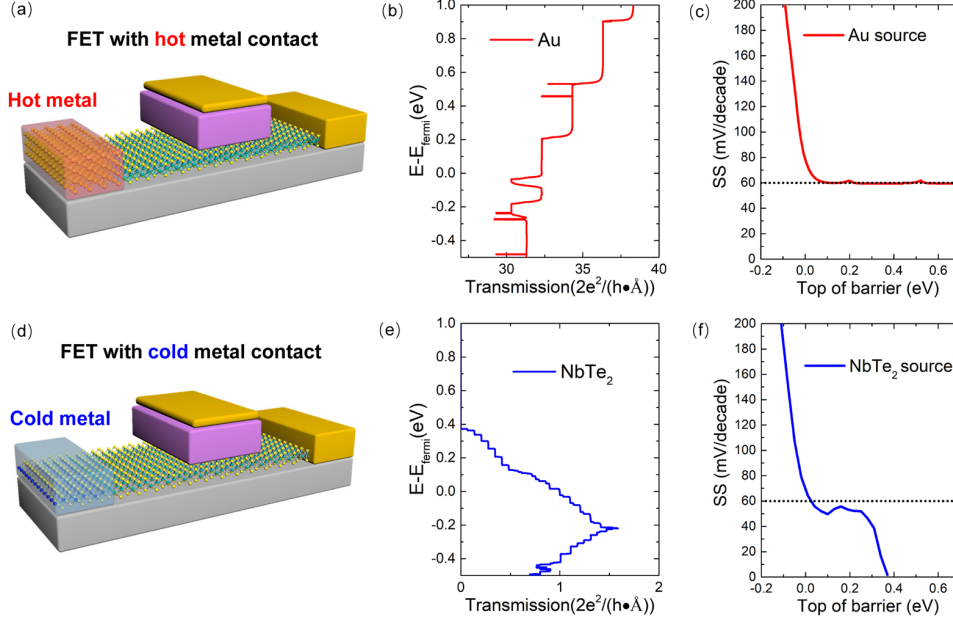 (a)
FET with hot metal contact
Hot metal
(b)
Au
E-E_fermi(eV)
1.0
0.8
0.6
0.4
0.2
0.0
-0.2
-0.4
30
35
40
Transmission(2e²/(h•Å))
(c)
Au source
SS (mV/decade)
200
180
160
140
120
100
80
60
40
20
0
-0.2
0.0
0.2
0.4
0.6
Top of barrier (eV)
(d)
FET with cold metal contact
Cold metal
(e)
NbTe₂
E-E_fermi(eV)
1.0
0.8
0.6
0.4
0.2
0.0
-0.2
-0.4
0
1
2
Transmission(2e²/(h•Å))
(f)
NbTe₂ source
SS (mV/decade)
200
180
160
140
120
100
80
60
40
20
0
-0.2
0.0
0.2
0.4
0.6
Top of barrier (eV)